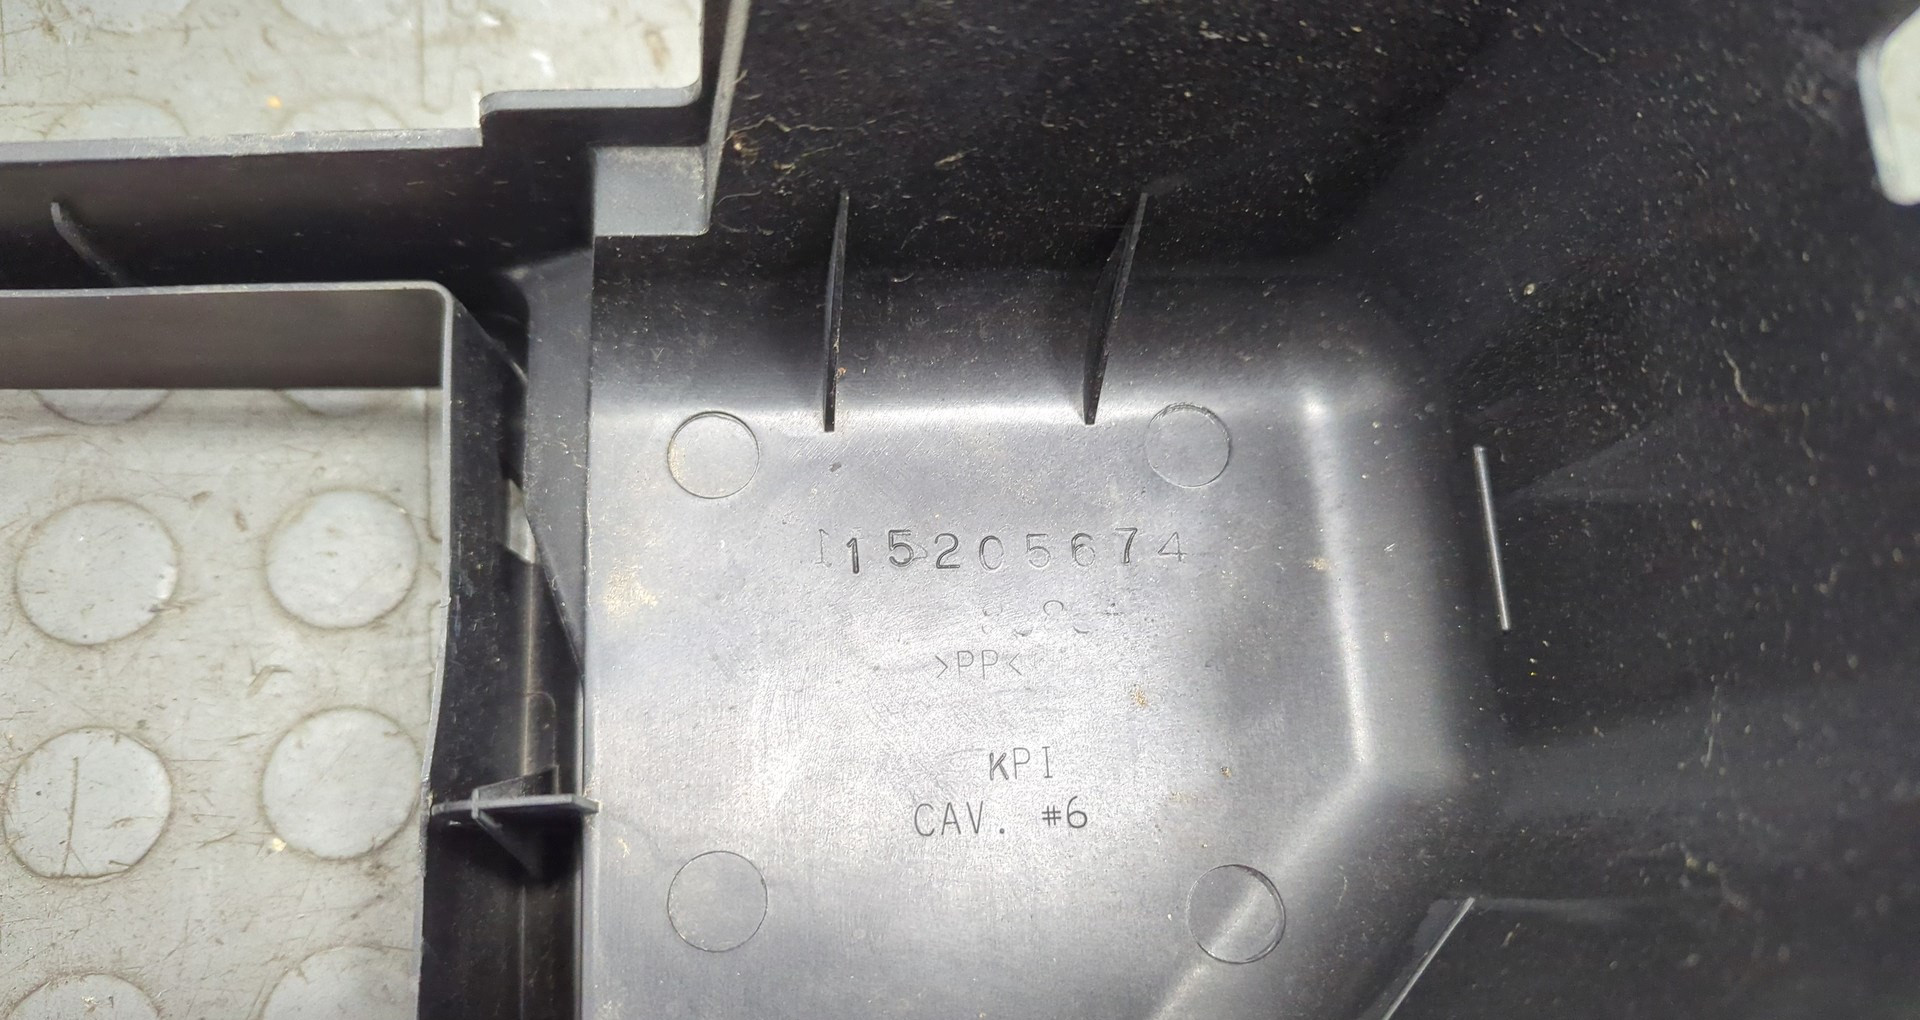 15205674
>PP<
KPI
CAV. #6